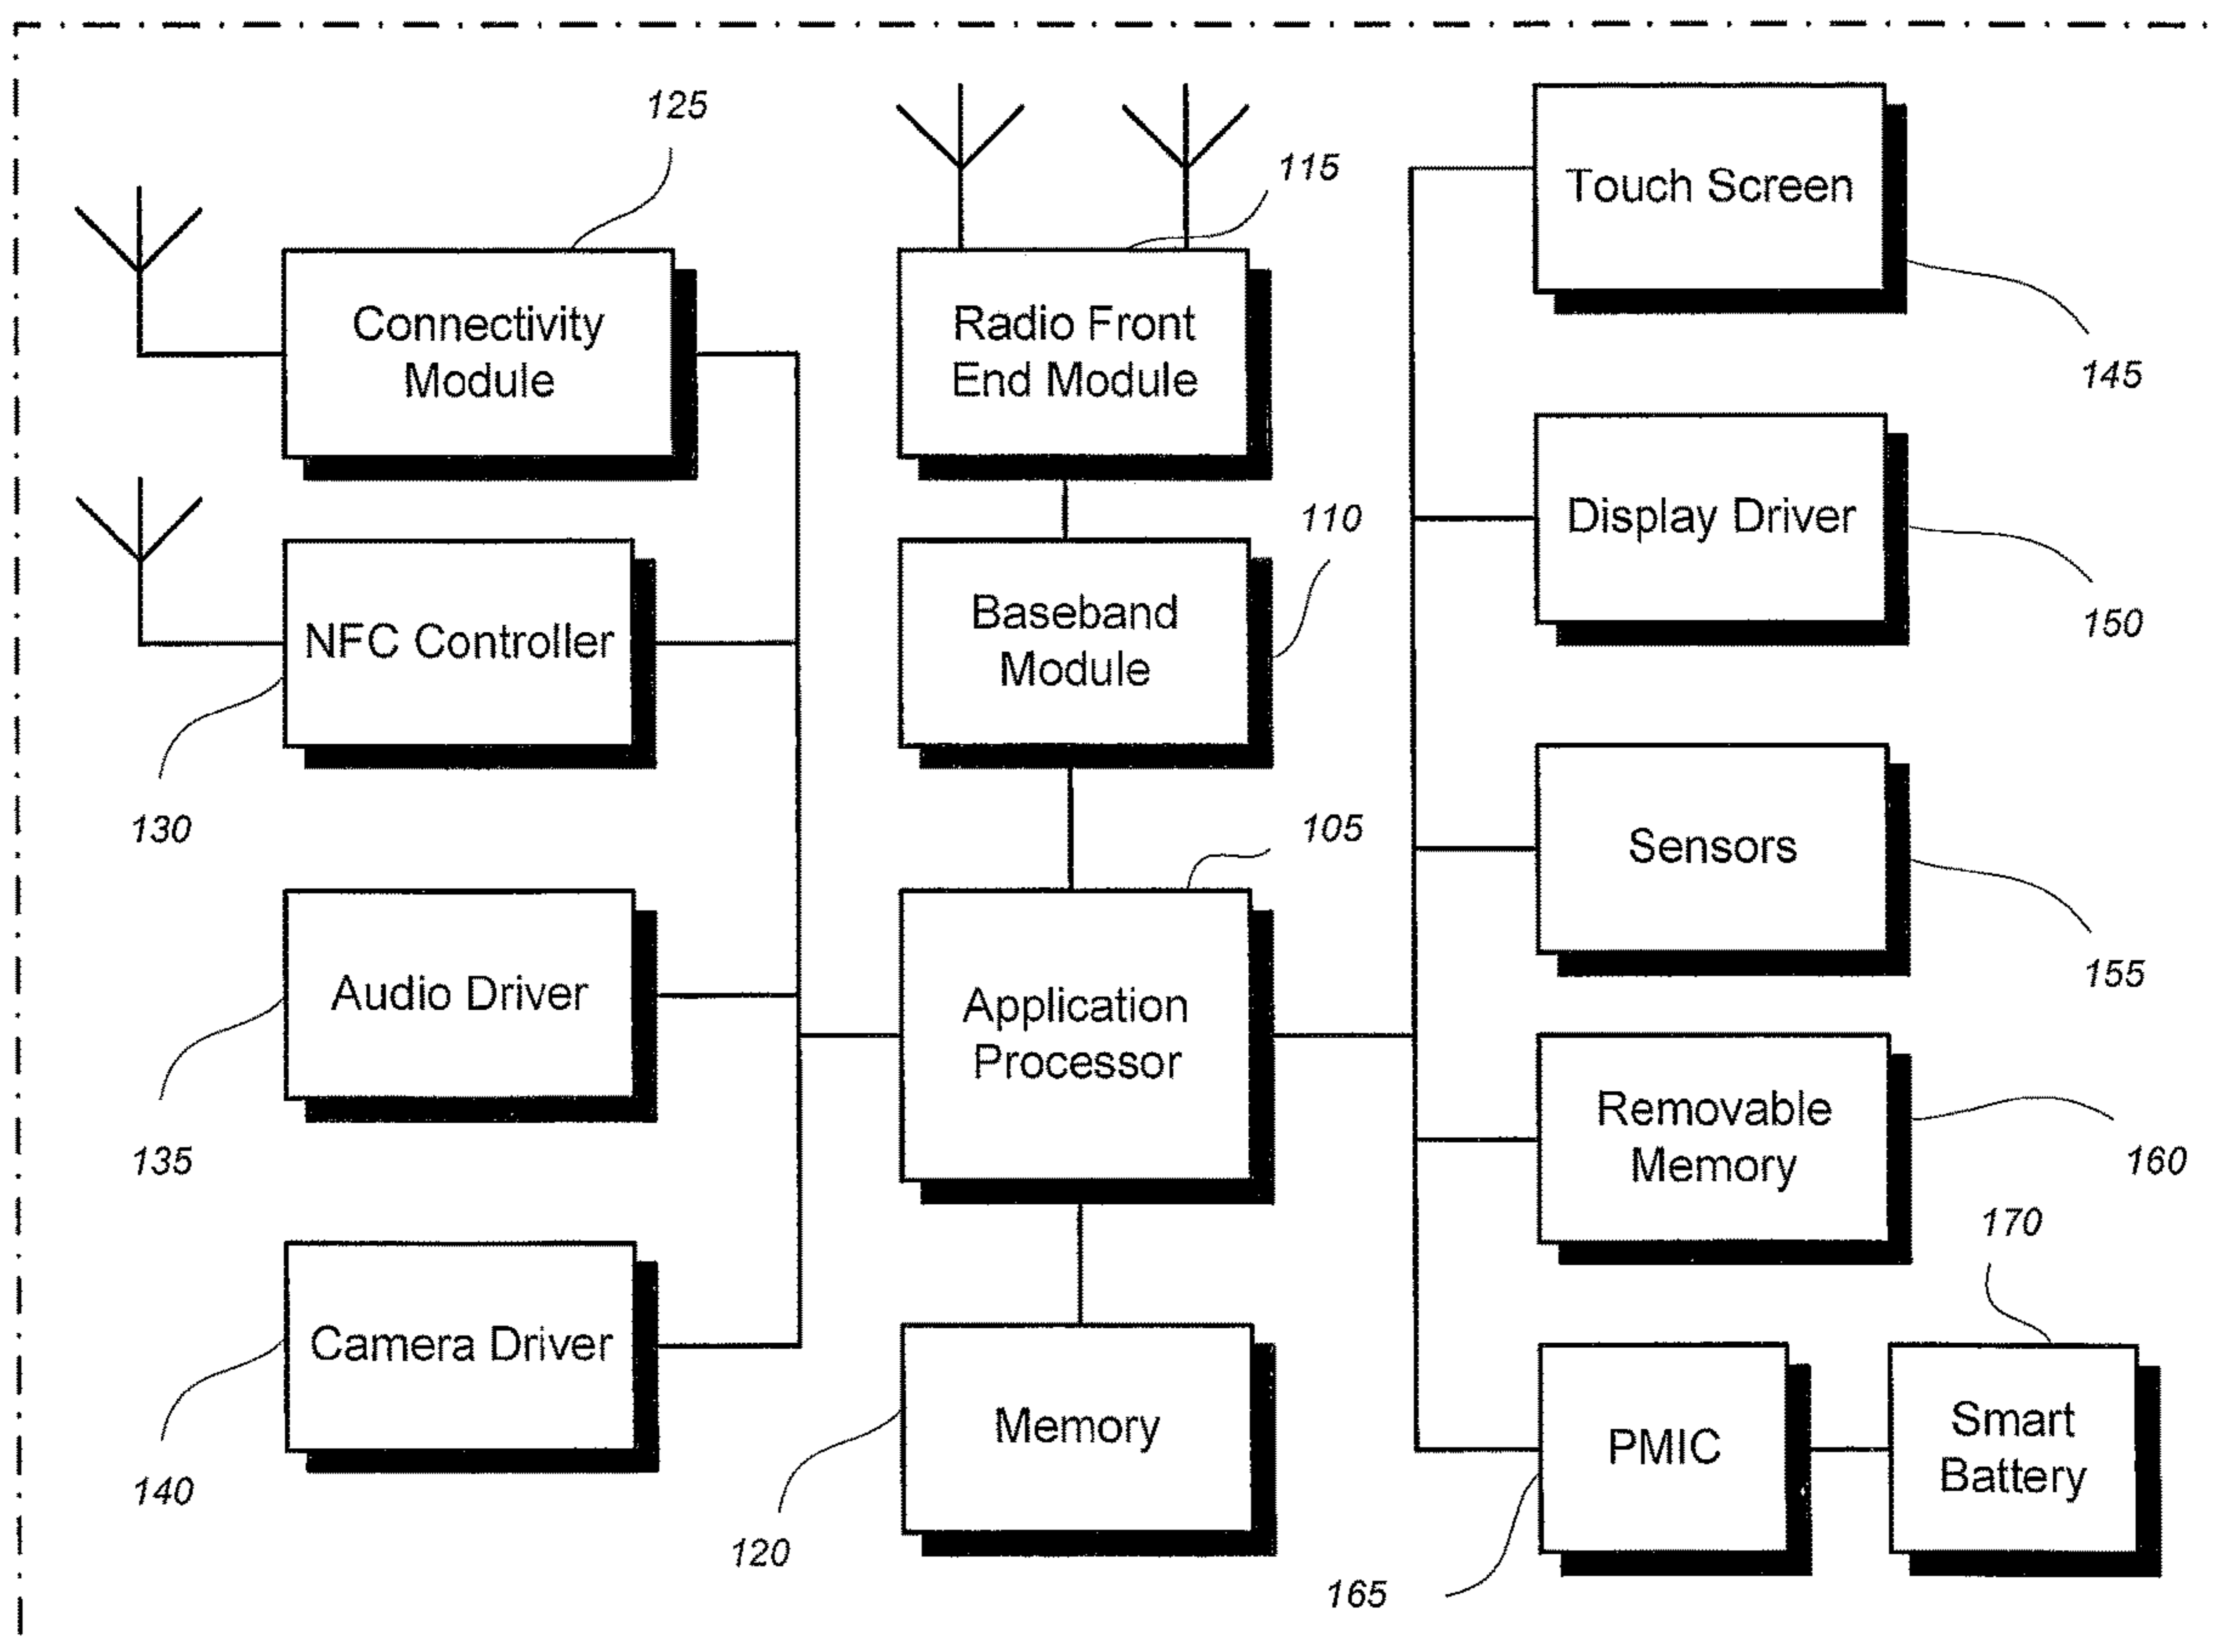 125
115
Touch Screen
Connectivity
Module
Radio Front
End Module
145
110
Display Driver
NFC Controller
Baseband
Module
150
130
105
Sensors
Audio Driver
Application
Processor
155
135
Removable
Memory
160
170
Camera Driver
Memory
PMIC
Smart
Battery
140
120
165